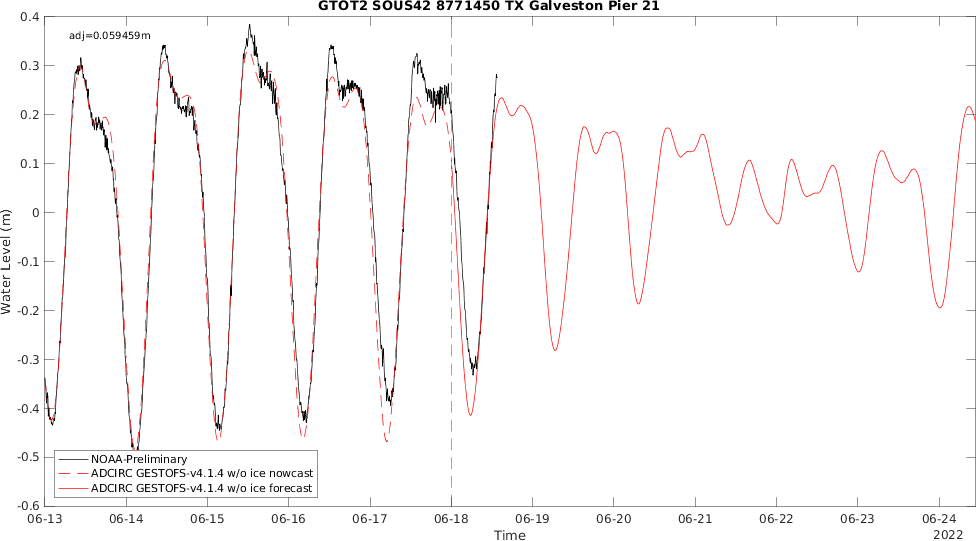 GTOT2 SOUS42 8771450 TX Galveston Pier 21
adj=0.059459m
0.4
0.3
0.2
0.1
0
-0.1
-0.2
-0.3
-0.4
-0.5
-0.6
Water Level (m)
NOAA-Preliminary
ADCIRC GESTOFS-v4.1.4 w/o ice nowcast
ADCIRC GESTOFS-v4.1.4 w/o ice forecast
06-13 06-14 06-15 06-16 06-17 06-18 06-19 06-20 06-21 06-22 06-23 06-24
Time
2022